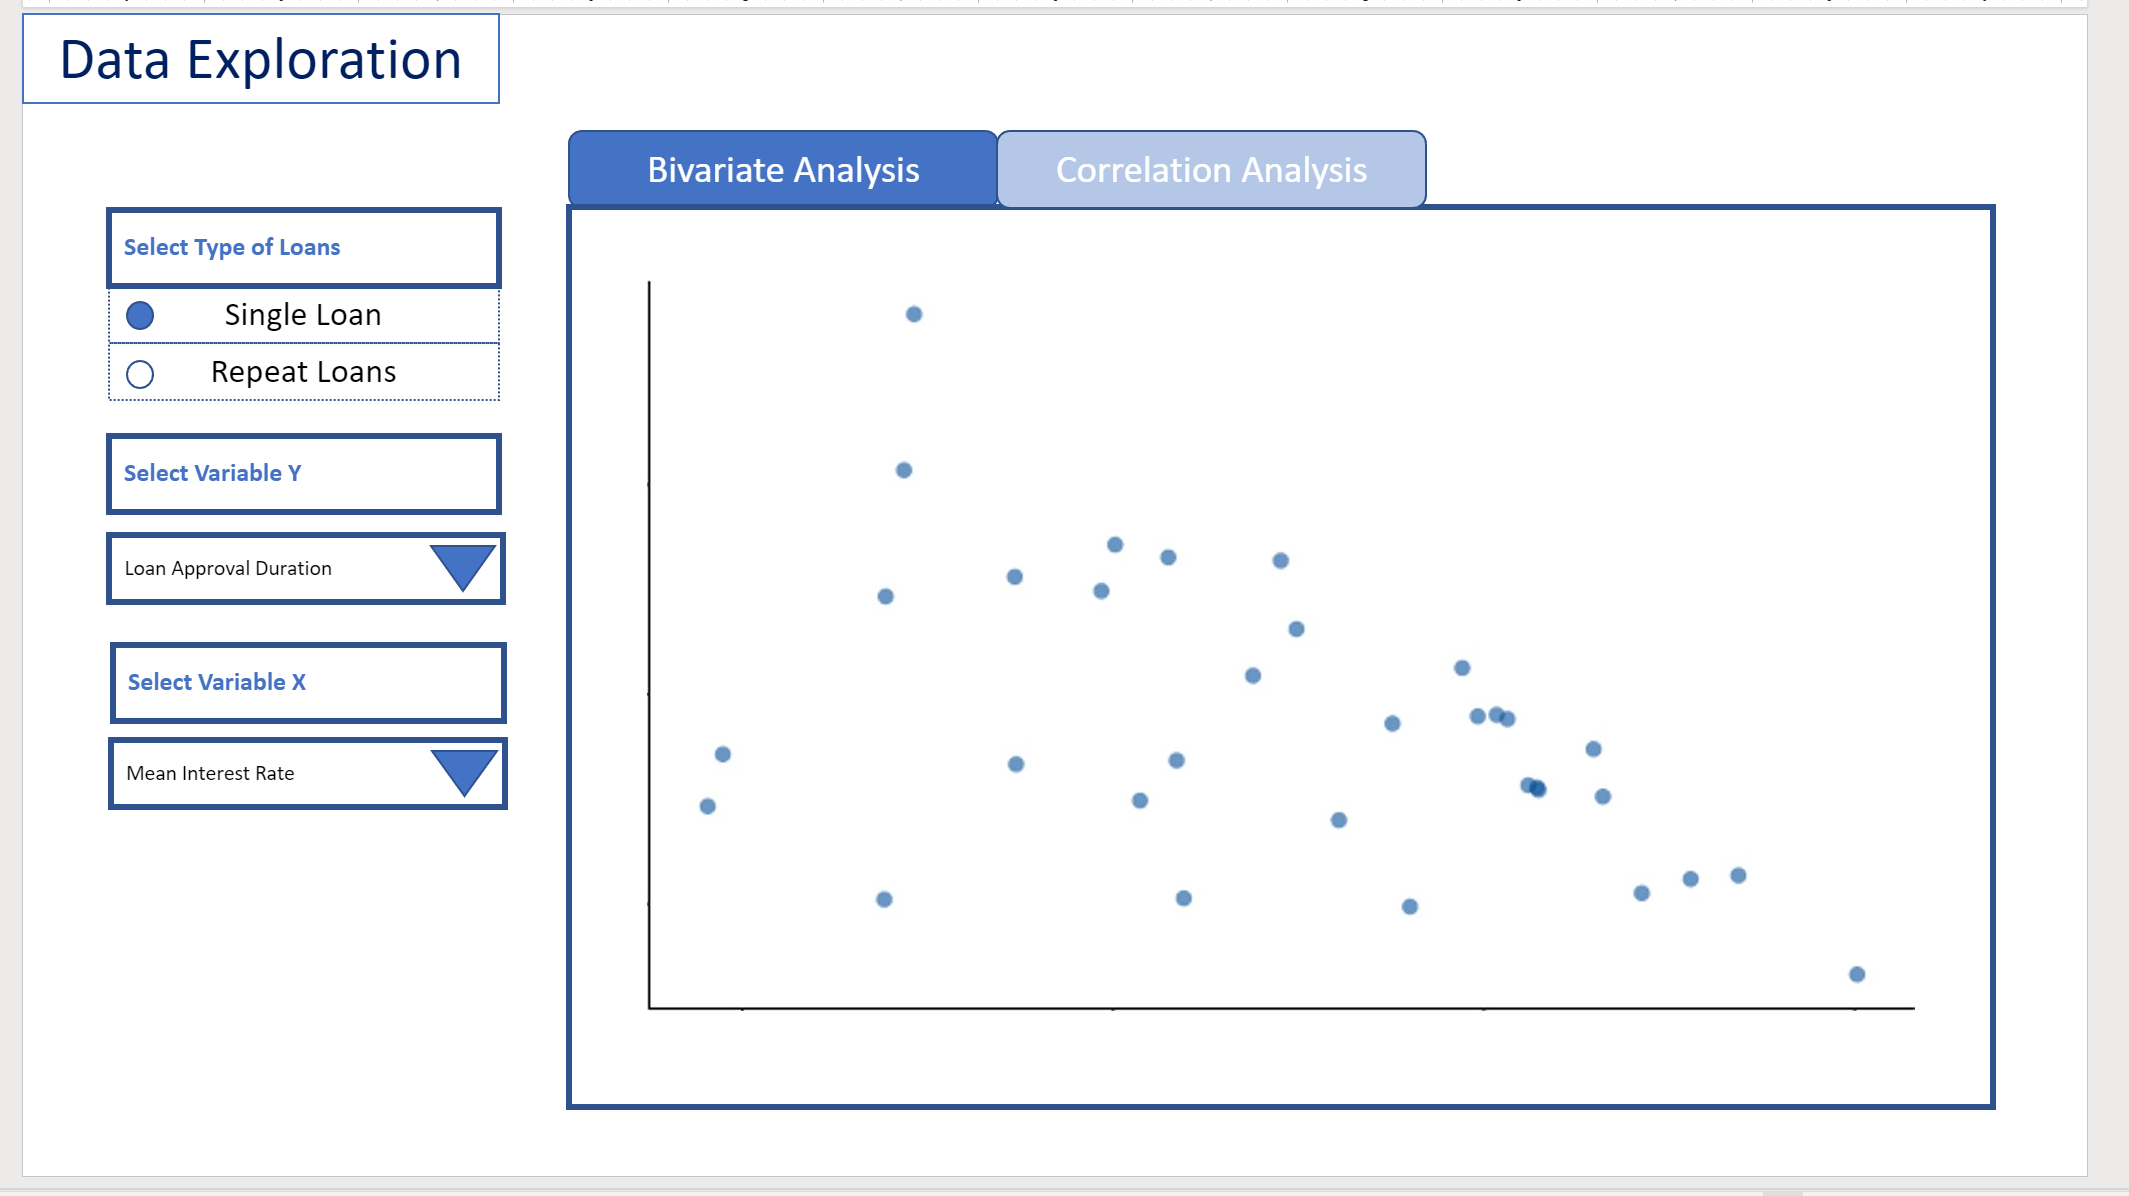 Data Exploration
Bivariate Analysis
Correlation Analysis
Select Type of Loans
Single Loan
Repeat Loans
Select Variable Y
Loan Approval Duration
Select Variable X
Mean Interest Rate